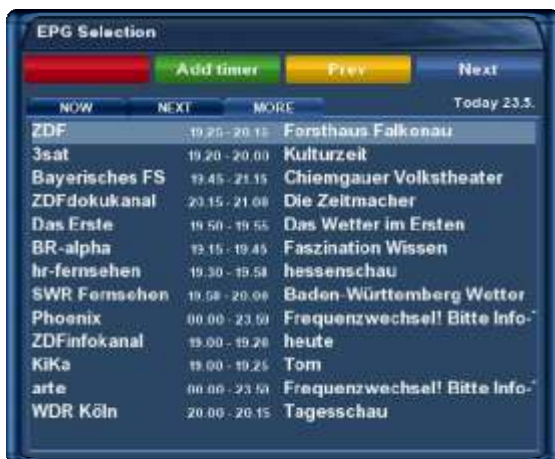 EPG Selection
Add timer Prev Next
NOW NEXT MORE Today 23.5.
ZDF 19.25 - 20.15 Forsthaus Falkenau
3sat 19.20 - 20.00 Kulturzeit
Bayerisches FS 19.45 - 21.15 Chiemgauer Volkstheater
ZDFdokukanal 20.15 - 21.00 Die Zeitmacher
Das Erste 19.50 - 19.55 Das Wetter im Ersten
BR-alpha 19.15 - 19.45 Faszination Wissen
hr-fernsehen 19.30 - 19.58 hessenschau
SWR Fernsehen 19.58 - 20.00 Baden-Württemberg Wetter
Phoenix 00.00 - 23.59 Frequenzwechsel! Bitte Info-
ZDFinfokanal 19.00 - 19.20 heute
KiKa 19.00 - 19.25 Tom
arte 00.00 - 23.59 Frequenzwechsel! Bitte Info-
WDR Köln 20.00 - 20.15 Tagesschau